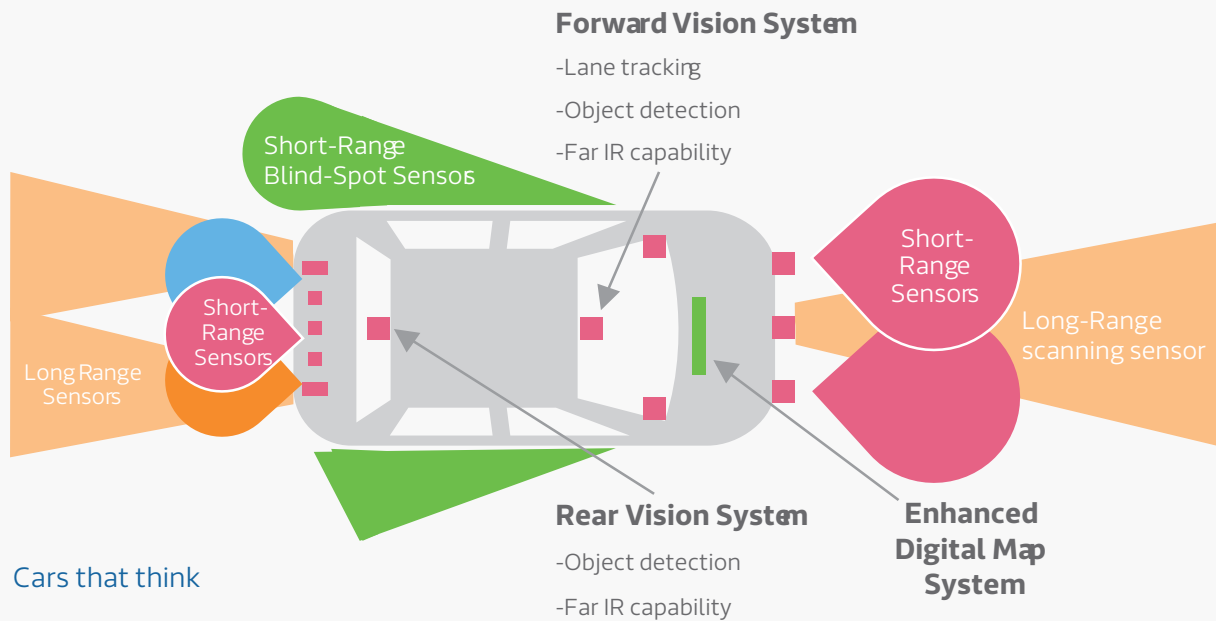 Forward Vision System
-Lane tracking
-Object detection
-Far IR capability
Short-Range
Blind-Spot Sensors
Short-
Range
Sensors
Short-
Range
Sensors
Long-Range
scanning sensor
Long Range
Sensors
Rear Vision System
-Object detection
-Far IR capability
Enhanced
Digital Map
System
Cars that think